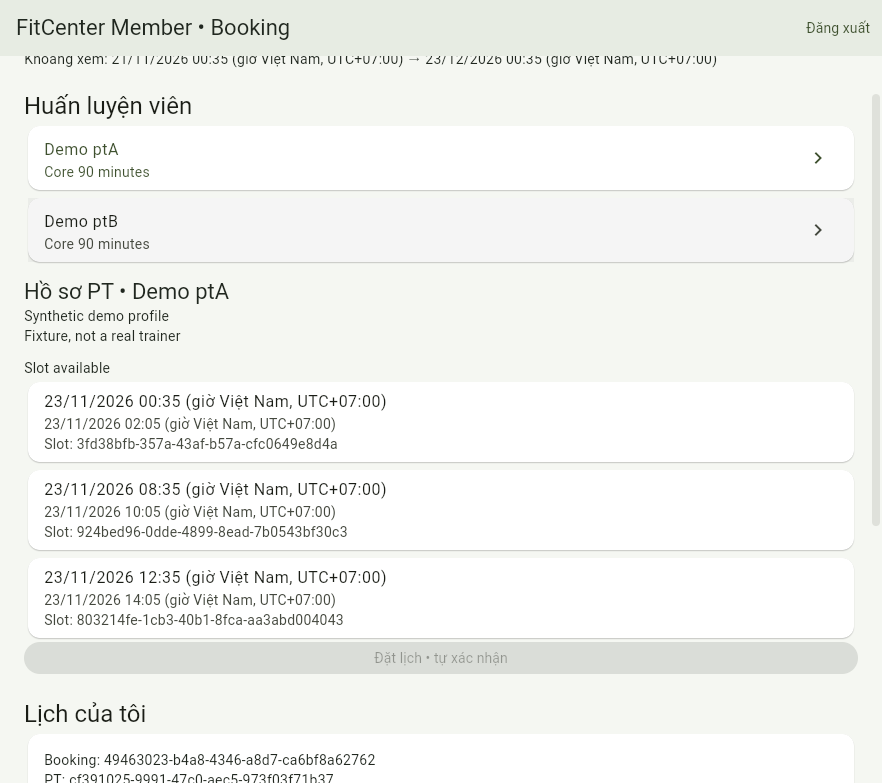 FitCenter Member • Booking
Đăng xuất
Khoảng xem: 21/11/2026 00:35 (giờ Việt Nam, UTC+07:00) → 23/12/2026 00:35 (giờ Việt Nam, UTC+07:00)
Huấn luyện viên
Demo ptA
Core 90 minutes
Demo ptB
Core 90 minutes
Hồ sơ PT • Demo ptA
Synthetic demo profile
Fixture, not a real trainer
Slot available
23/11/2026 00:35 (giờ Việt Nam, UTC+07:00)
23/11/2026 02:05 (giờ Việt Nam, UTC+07:00)
Slot: 3fd38bfb-357a-43af-b57a-cfc0649e8d4a
23/11/2026 08:35 (giờ Việt Nam, UTC+07:00)
23/11/2026 10:05 (giờ Việt Nam, UTC+07:00)
Slot: 924bed96-0dde-4899-8ead-7b0543bf30c3
23/11/2026 12:35 (giờ Việt Nam, UTC+07:00)
23/11/2026 14:05 (giờ Việt Nam, UTC+07:00)
Slot: 803214fe-1cb3-40b1-8fca-aa3abd004043
Đặt lịch • tự xác nhận
Lịch của tôi
Booking: 49463023-b4a8-4346-a8d7-ca6bf8a62762
PT: cf391025-9991-47c0-aec5-973f03f71b37